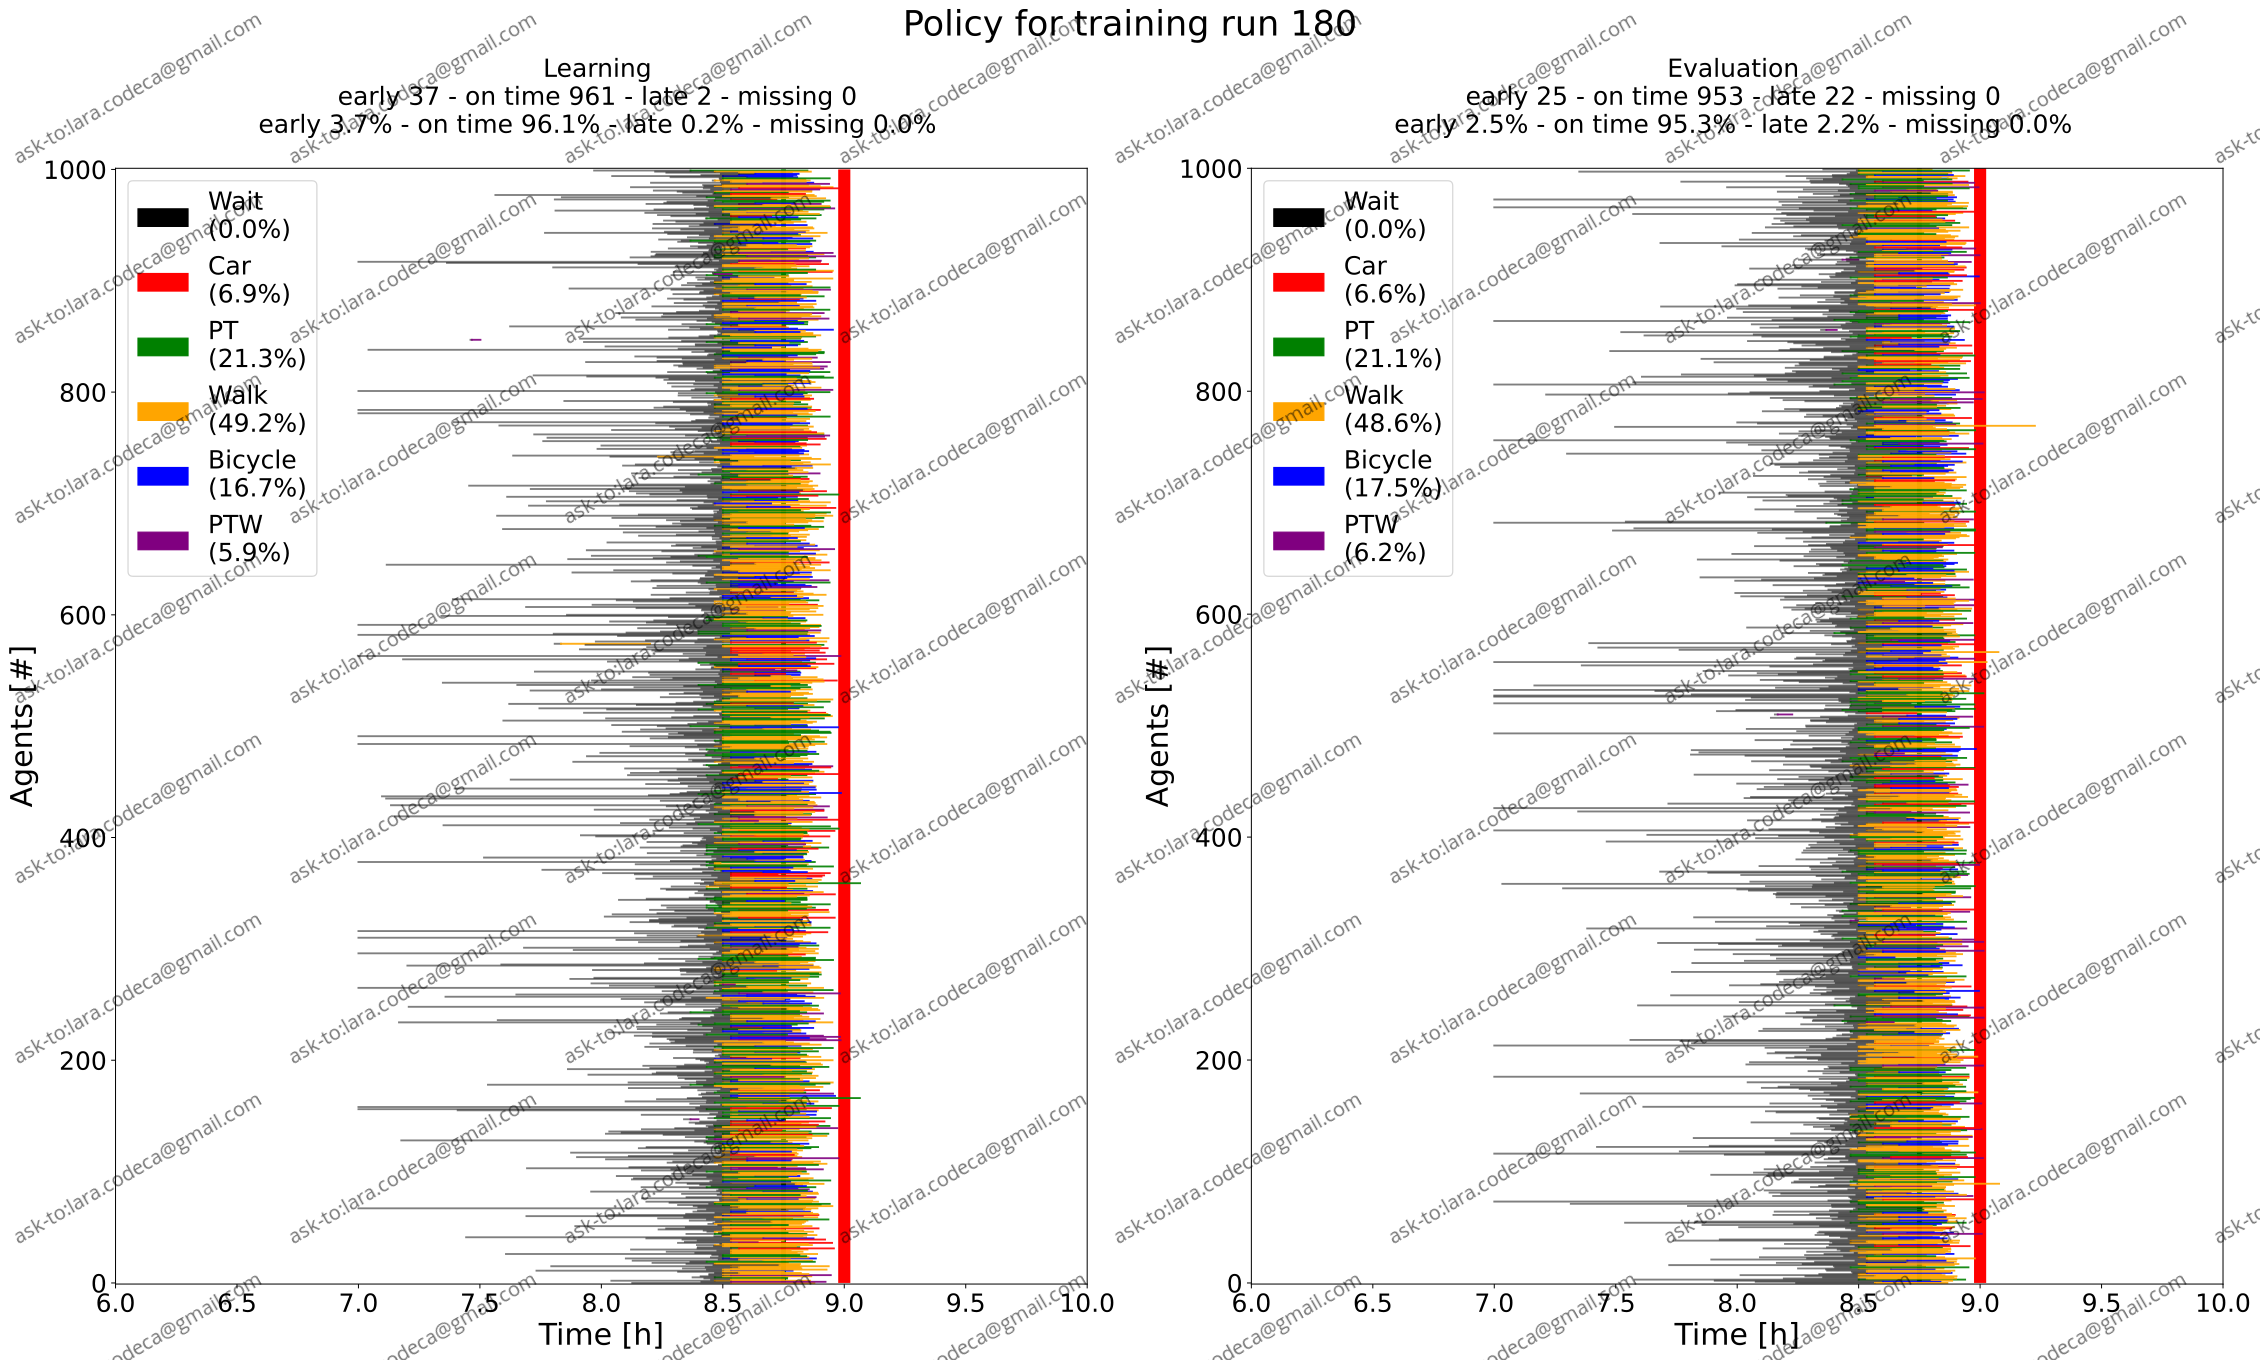 Policy for training run 180
Learning
early 37 - on time 961 - late 2 - missing 0
early 3.7% - on time 96.1% - late 0.2% - missing 0.0%
1000
800
600
400
200
0
Agents [#]
Wait
(0.0%)
Car
(6.9%)
PT
(21.3%)
Walk
(49.2%)
Bicycle
(16.7%)
PTW
(5.9%)
6.0 6.5 7.0 7.5 8.0 8.5 9.0 9.5 10.0
Time [h]
Evaluation
early 25 - on time 953 - late 22 - missing 0
early 2.5% - on time 95.3% - late 2.2% - missing 0.0%
1000
800
600
400
200
0
Agents [#]
Wait
(0.0%)
Car
(6.6%)
PT
(21.1%)
Walk
(48.6%)
Bicycle
(17.5%)
PTW
(6.2%)
6.0 6.5 7.0 7.5 8.0 8.5 9.0 9.5 10.0
Time [h]
ask-to:lara.codeca@gmail.com